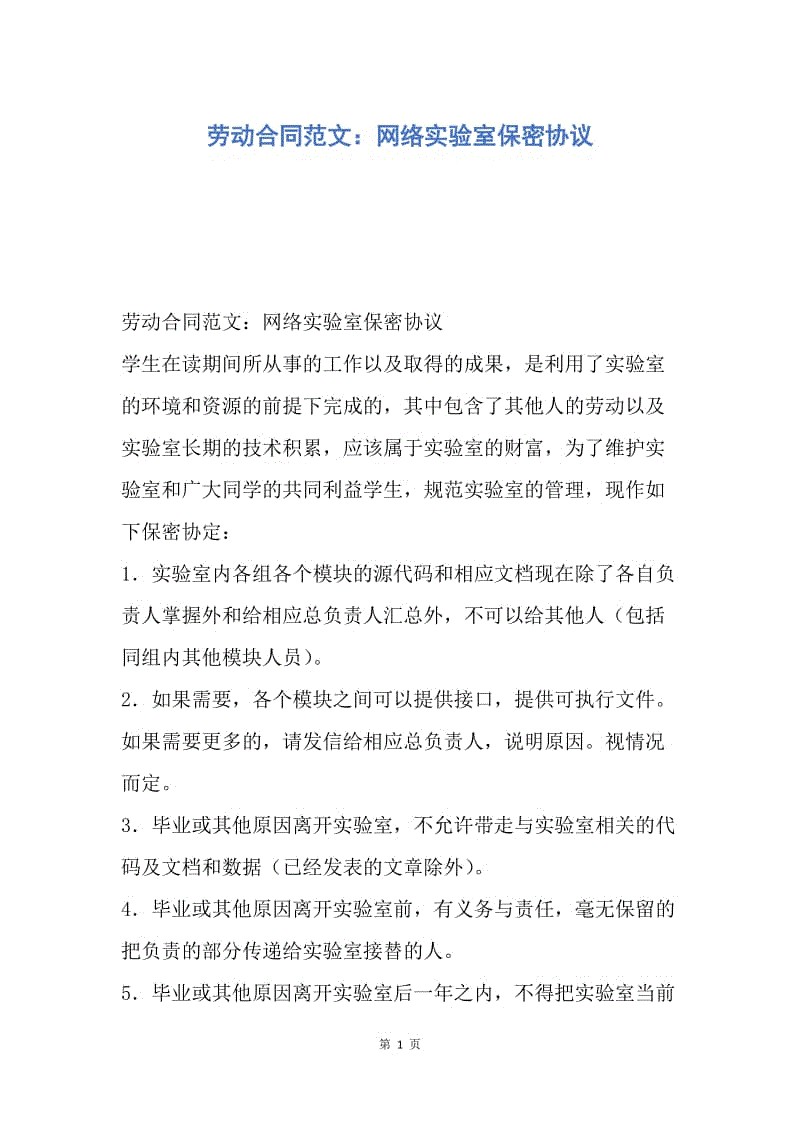 劳动合同范文：网络实验室保密协议
劳动合同范文：网络实验室保密协议
学生在读期间所从事的工作以及取得的成果，是利用了实验室
的环境和资源的前提下完成的，其中包含了其他人的劳动以及
实验室长期的技术积累，应该属于实验室的财富，为了维护实
验室和广大同学的共同利益学生，规范实验室的管理，现作如
下保密协定：
1．实验室内各组各个模块的源代码和相应文档现在除了各自负
责人掌握外和给相应总负责人汇总外，不可以给其他人（包括
同组内其他模块人员）。
2．如果需要，各个模块之间可以提供接口，提供可执行文件。
如果需要更多的，请发信给相应总负责人，说明原因。视情况
而定。
3．毕业或其他原因离开实验室，不允许带走与实验室相关的代
码及文档和数据（已经发表的文章除外）。
4．毕业或其他原因离开实验室前，有义务与责任，毫无保留的
把负责的部分传递给实验室接替的人。
5．毕业或其他原因离开实验室后一年之内，不得把实验室当前
第 1 页